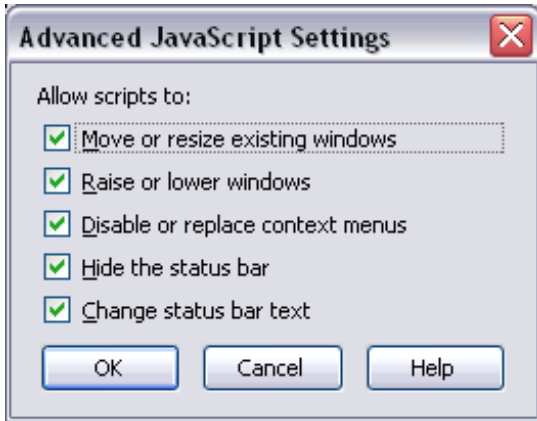 Advanced JavaScript Settings
Allow scripts to:
Move or resize existing windows
Raise or lower windows
Disable or replace context menus
Hide the status bar
Change status bar text
OK Cancel Help